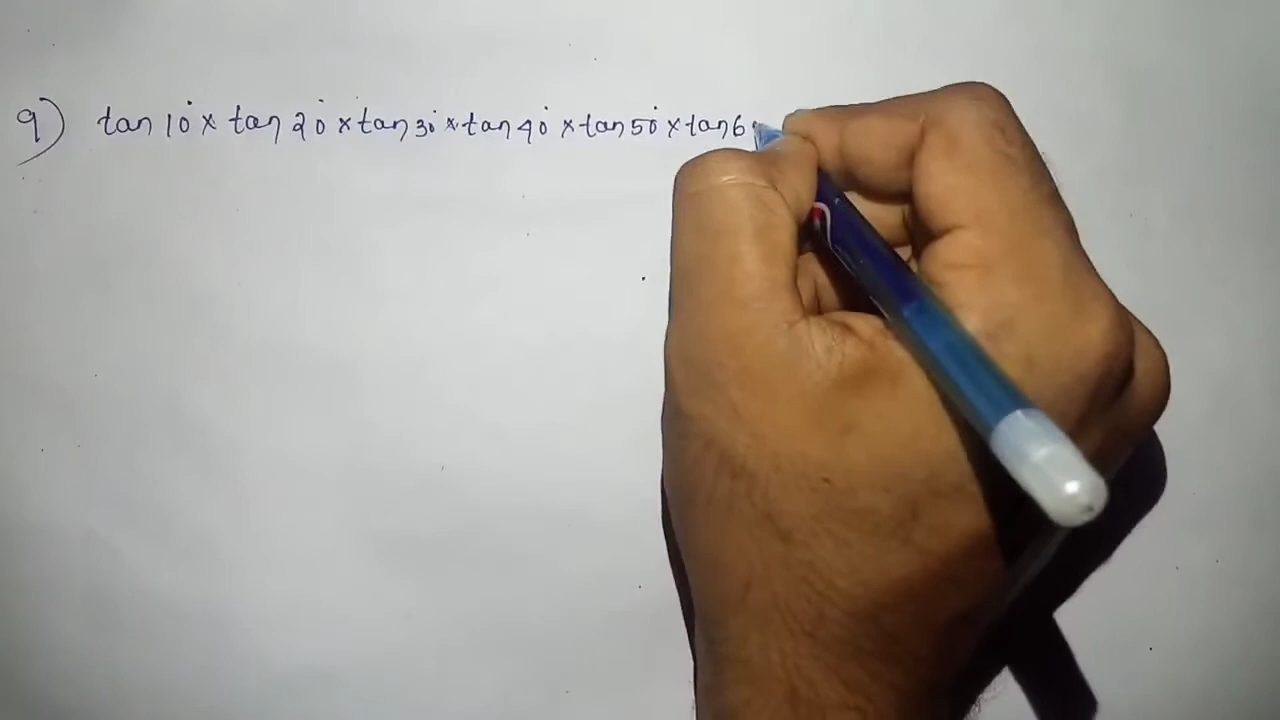 9) tan 10° × tan 20° × tan 30° × tan 40° × tan 50° × tan 6